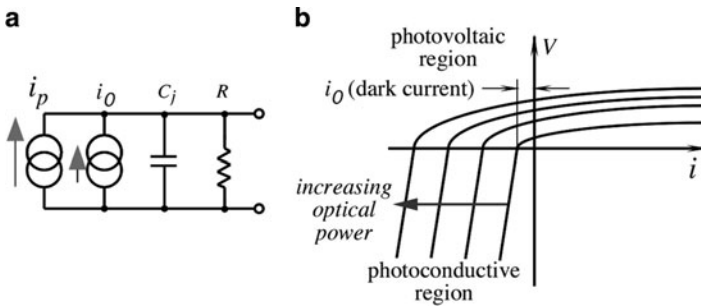 a
i_p
i_0
C_j
R
b
photovoltaic
region
V
i_0 (dark current)
i
increasing
optical
power
photoconductive
region